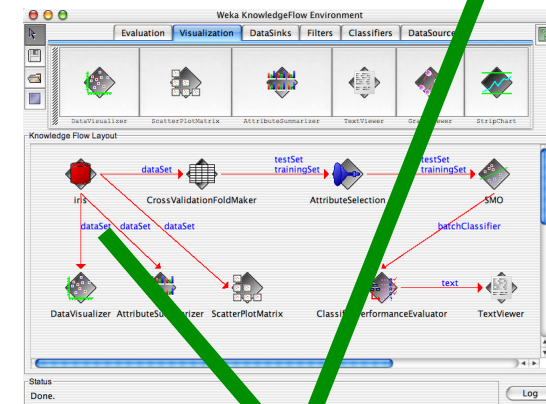 Weka KnowledgeFlow Environment
Evaluation Visualization DataSinks Filters Classifiers DataSource
DataVisualizer ScatterPlotMatrix AttributeSummarizer TextViewer StripChart
Knowledge Flow Layout
testSet testSet
dataSet trainingSet trainingSet
iris CrossValidationFoldMaker AttributeSelection SMO
dataSet dataSet dataSet batchClassifier
text
DataVisualizer ScatterPlotMatrix TextViewer
Status
Done. Log